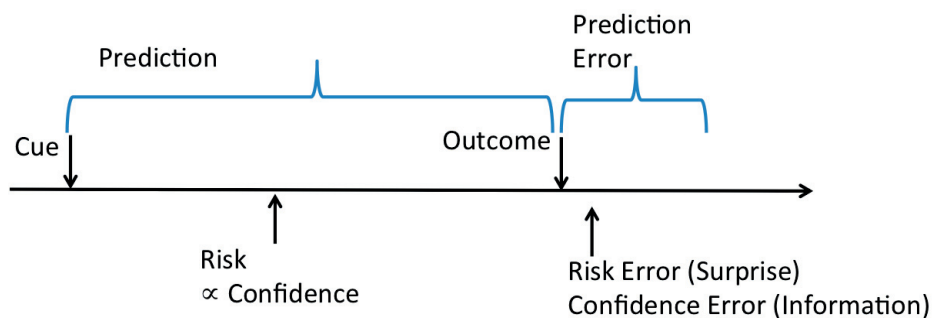 Prediction
Prediction
Error
Cue
Outcome
Risk
∝ Confidence
Risk Error (Surprise)
Confidence Error (Information)